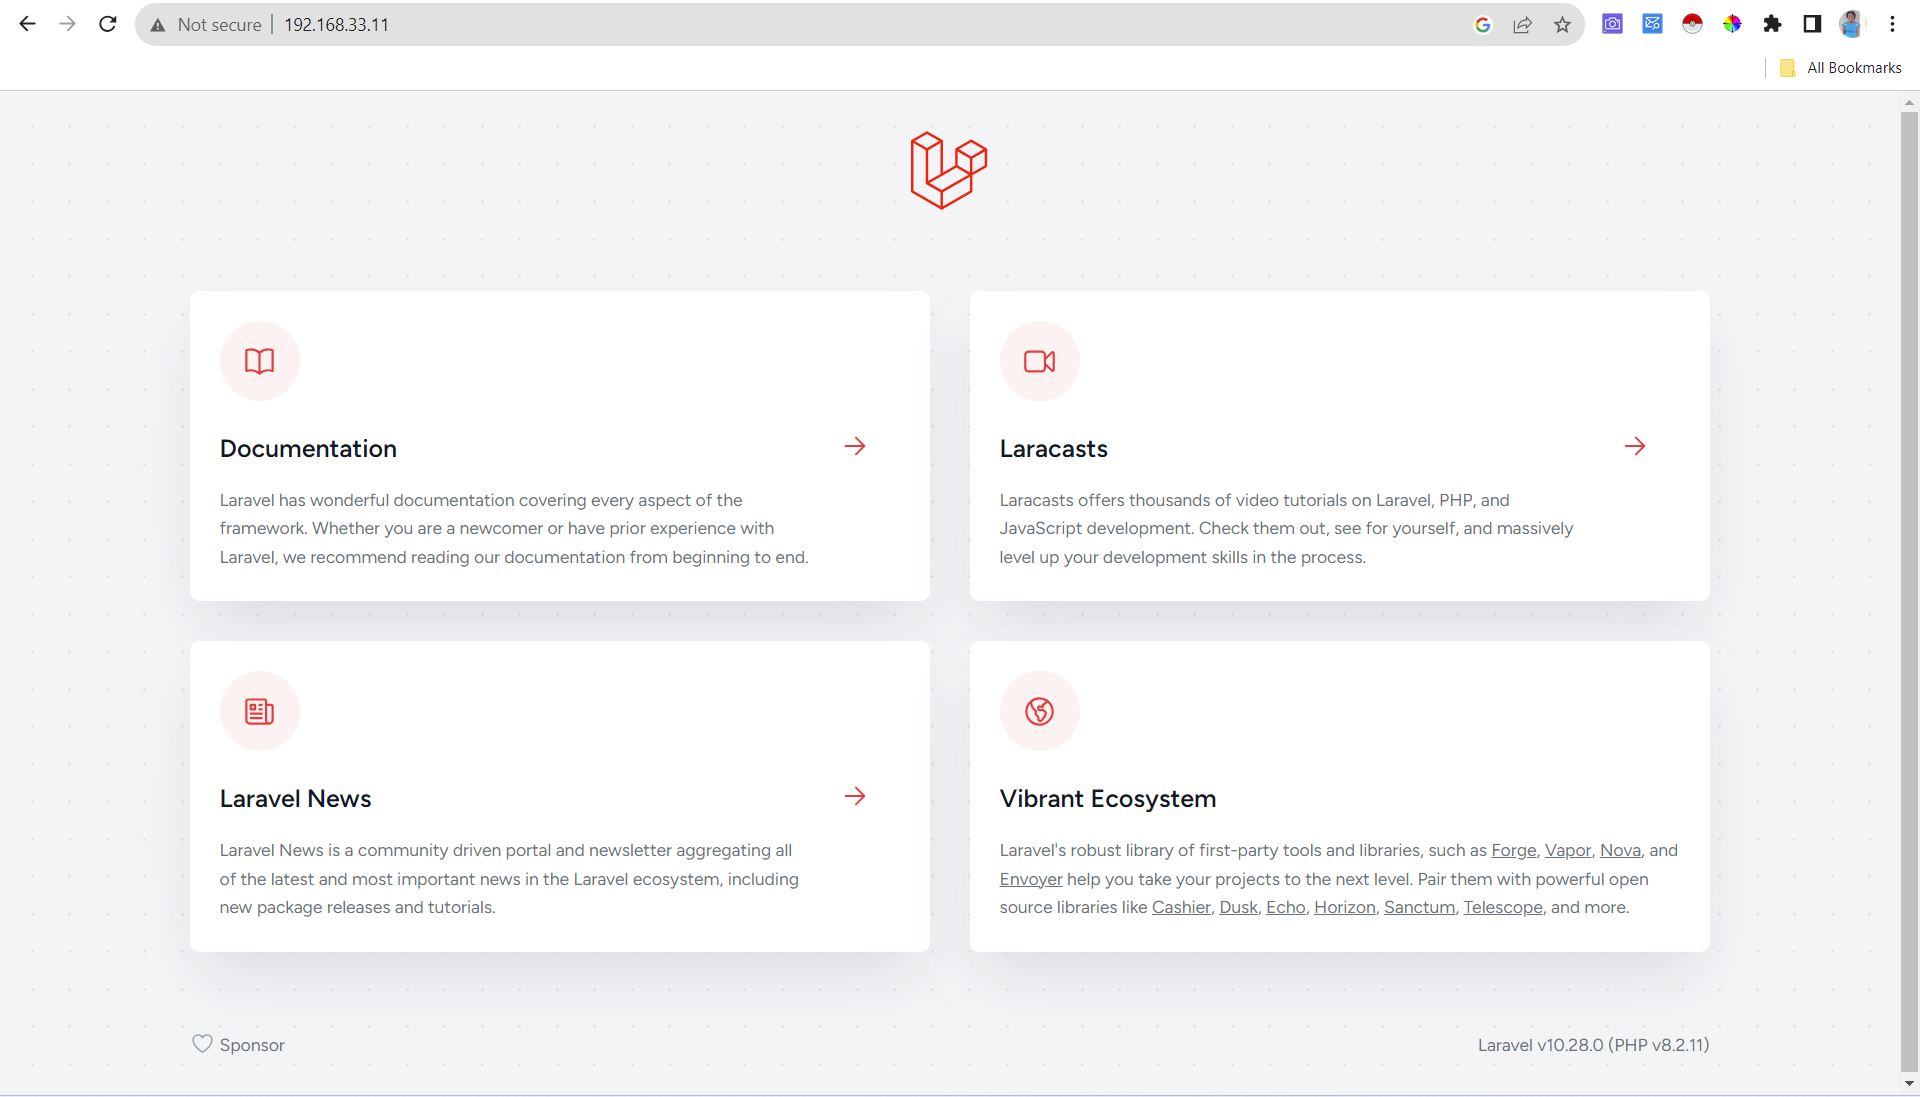 Not secure | 192.168.33.11
All Bookmarks
Documentation
Laravel has wonderful documentation covering every aspect of the
framework. Whether you are a newcomer or have prior experience with
Laravel, we recommend reading our documentation from beginning to end.
Laracasts
Laracasts offers thousands of video tutorials on Laravel, PHP, and
JavaScript development. Check them out, see for yourself, and massively
level up your development skills in the process.
Laravel News
Laravel News is a community driven portal and newsletter aggregating all
of the latest and most important news in the Laravel ecosystem, including
new package releases and tutorials.
Vibrant Ecosystem
Laravel's robust library of first-party tools and libraries, such as Forge, Vapor, Nova, and
Envoyer help you take your projects to the next level. Pair them with powerful open
source libraries like Cashier, Dusk, Echo, Horizon, Sanctum, Telescope, and more.
Sponsor
Laravel v10.28.0 (PHP v8.2.11)